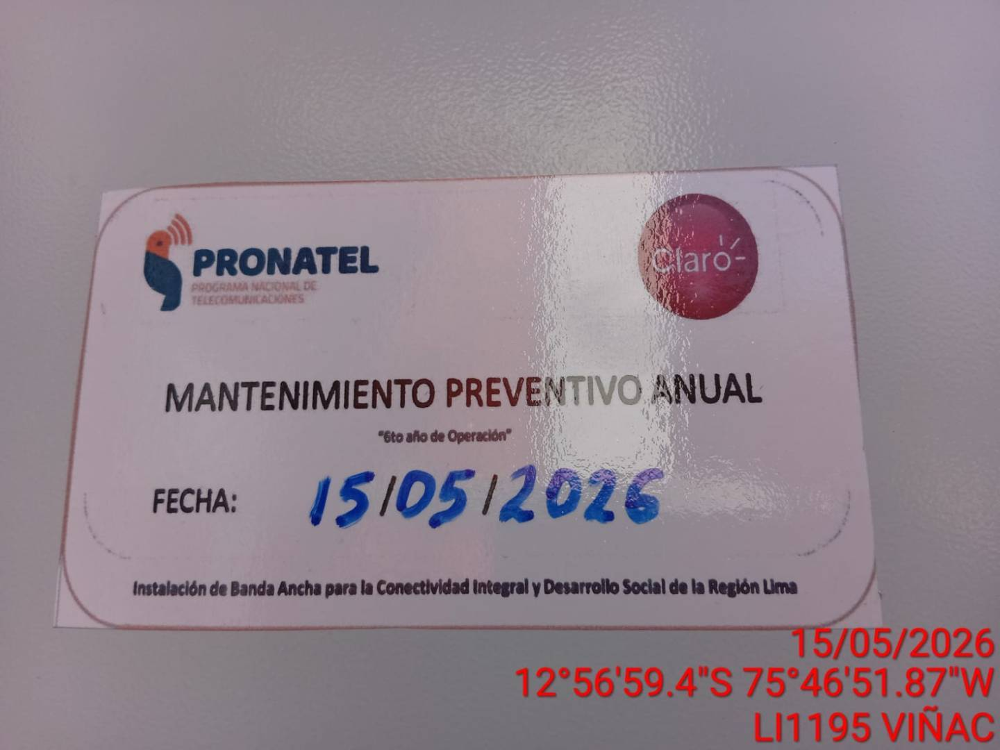 PRONATEL
PROGRAMA NACIONAL DE
TELECOMUNICACIONES
Claro
MANTENIMIENTO PREVENTIVO ANUAL
"6to año de Operación"
FECHA: 15/05/2026
Instalación de Banda Ancha para la Conectividad Integral y Desarrollo Social de la Región Lima
15/05/2026
12°56'59.4"S 75°46'51.87"W
LI1195 VIÑAC